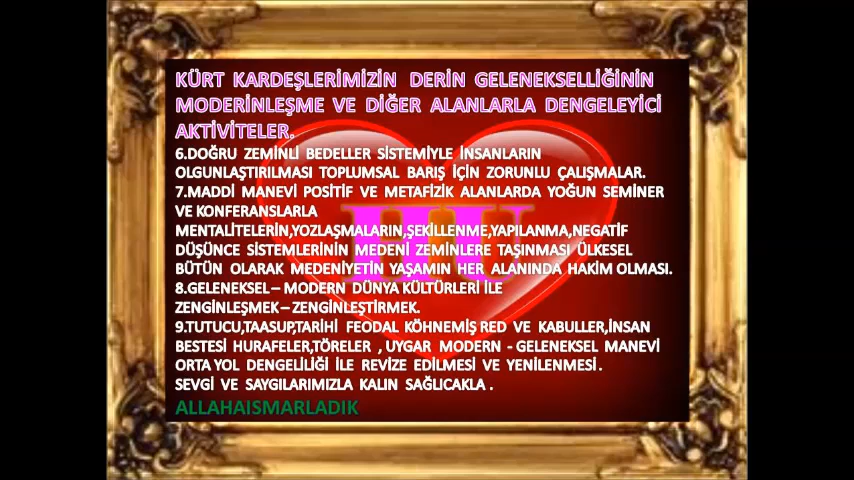 KÜRT KARDEŞLERİMİZİN DERİN GELENEKSELLİĞİNİN
MODERİNLEŞME VE DİĞER ALANLARLA DENGELEYİCİ
AKTİVİTELER.
6.DOĞRU ZEMİNLİ BEDELLER SİSTEMİYLE İNSANLARIN
OLGUNLAŞTIRILMASI TOPLUMSAL BARIŞ İÇİN ZORUNLU ÇALIŞMALAR.
7.MADDİ MANEVİ POSİTİF VE METAFİZİK ALANLARDA YOĞUN SEMİNER
VE KONFERANSLARLA
MENTALİTELERİN,YOZLAŞMALARIN,ŞEKİLLENME,YAPILANMA,NEGATİF
DÜŞÜNCE SİSTEMLERİNİN MEDENİ ZEMİNLERE TAŞINMASI ÜLKESEL
BÜTÜN OLARAK MEDENİYETİN YAŞAMIN HER ALANINDA HAKİM OLMASI.
8.GELENEKSEL – MODERN DÜNYA KÜLTÜRLERİ İLE
ZENGİNLEŞMEK – ZENGİNLEŞTİRMEK.
9.TUTUCU,TAASUP,TARİHİ FEODAL KÖHNEMİŞ RED VE KABULLER,İNSAN
BESTESİ HURAFELER,TÖRELER , UYGAR MODERN - GELENEKSEL MANEVİ
ORTA YOL DENGELİLİĞİ İLE REVİZE EDİLMESİ VE YENİLENMESİ .
SEVGİ VE SAYGILARIMIZLA KALIN SAĞLICAKLA .
ALLAHAISMARLADIK
HU